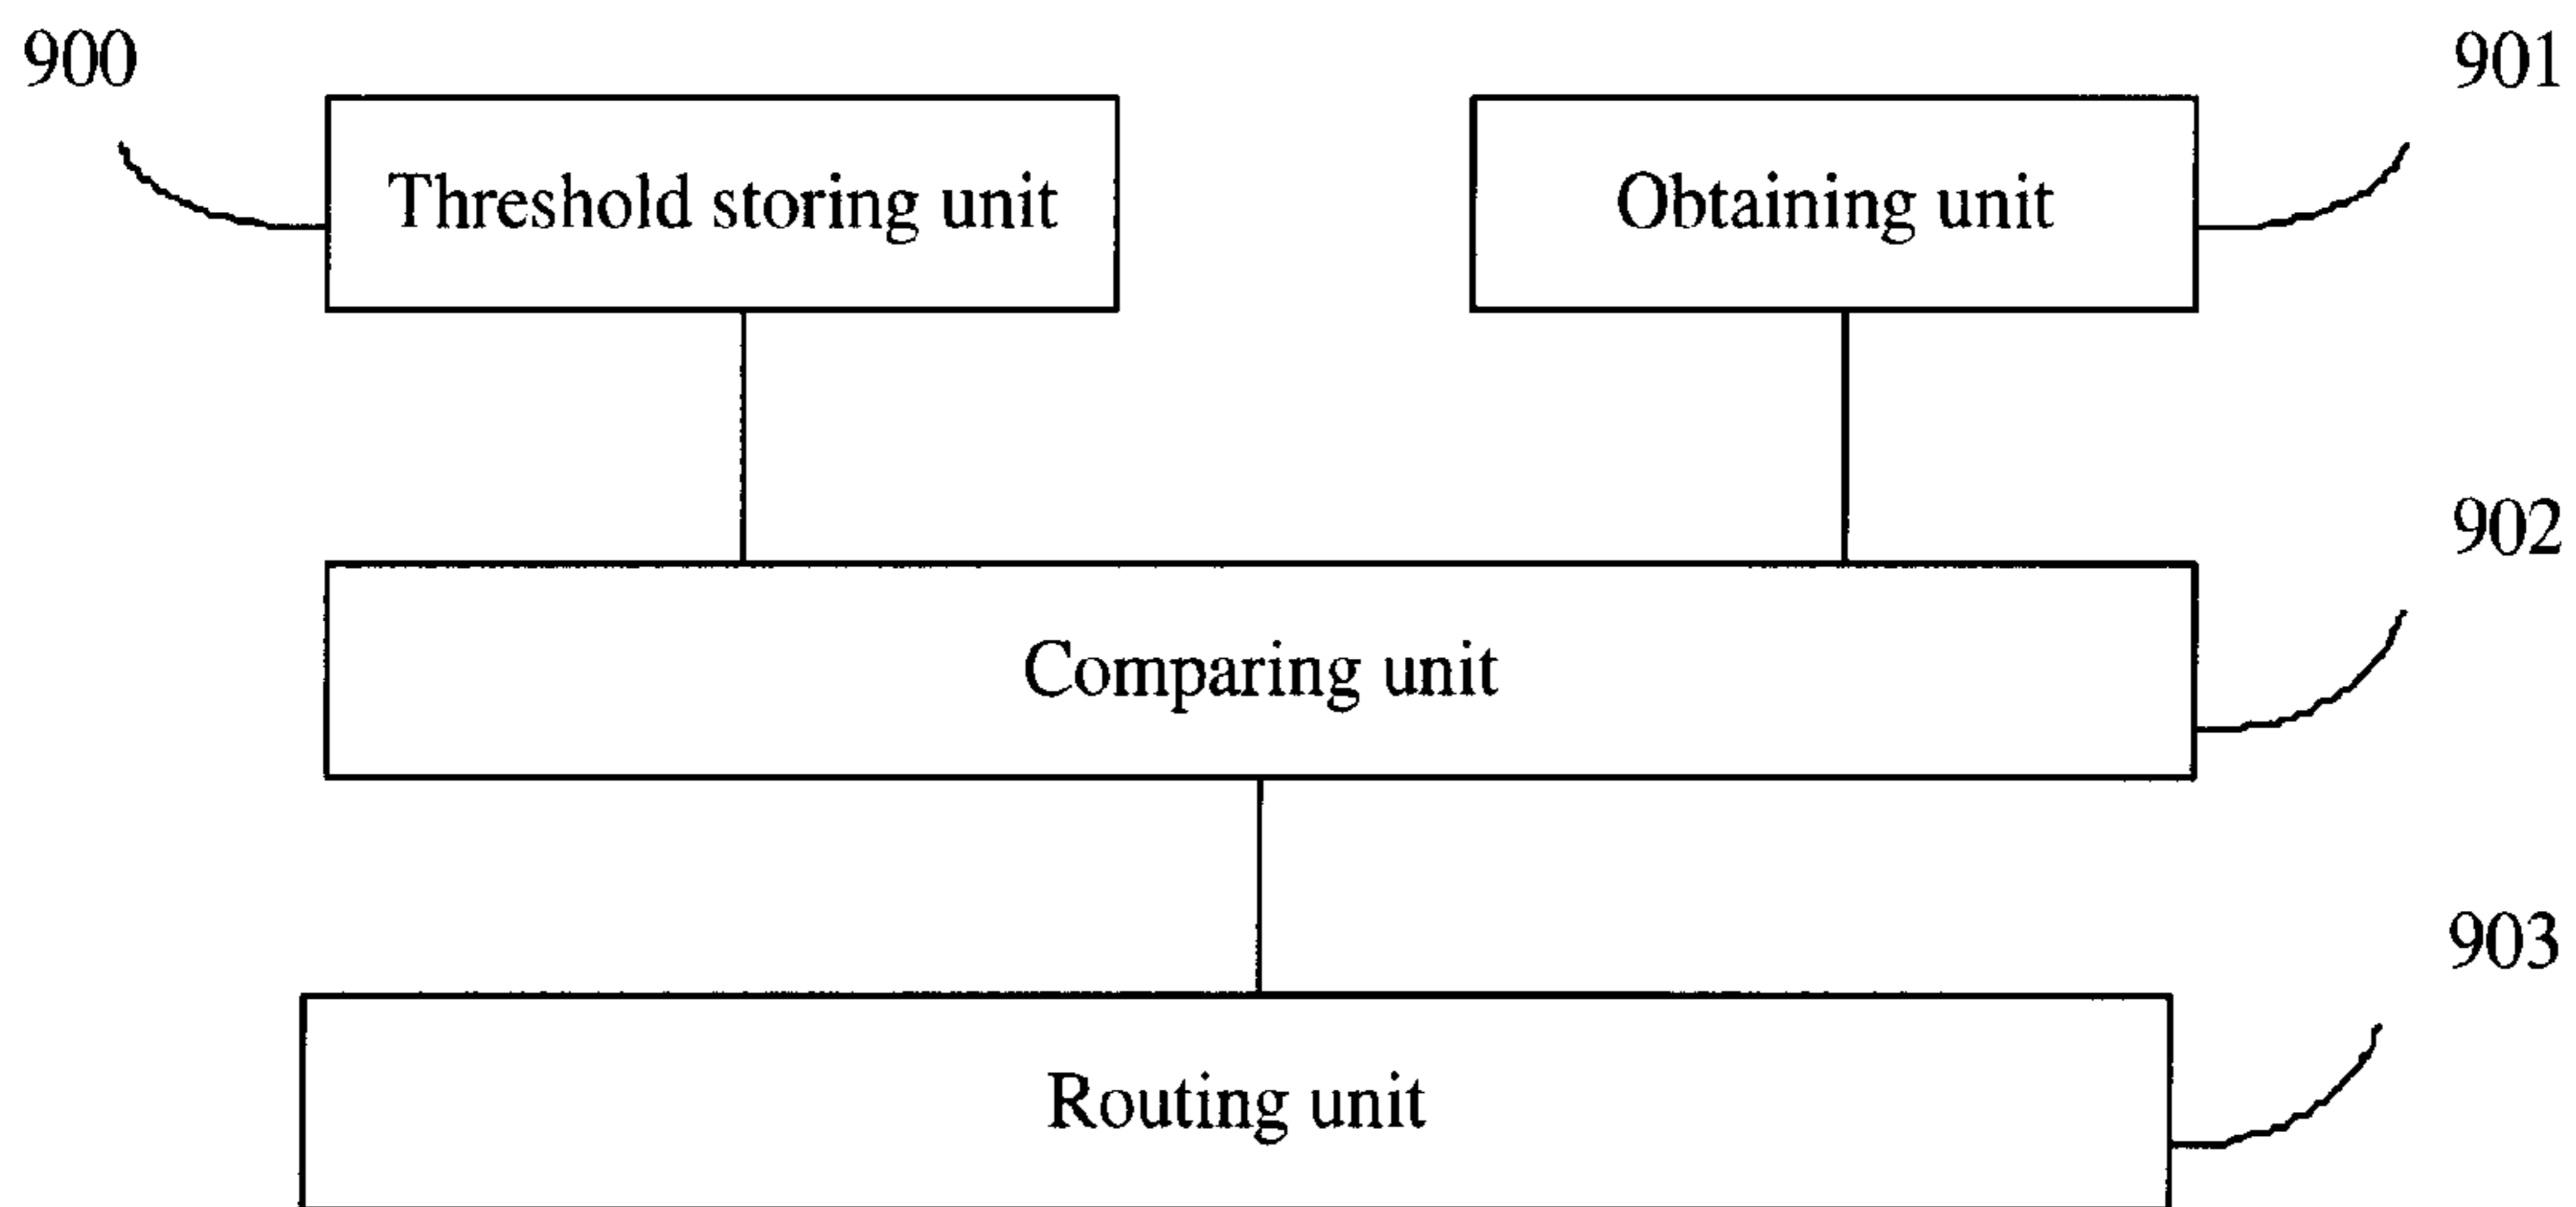 900
901
Threshold storing unit
Obtaining unit
902
Comparing unit
903
Routing unit